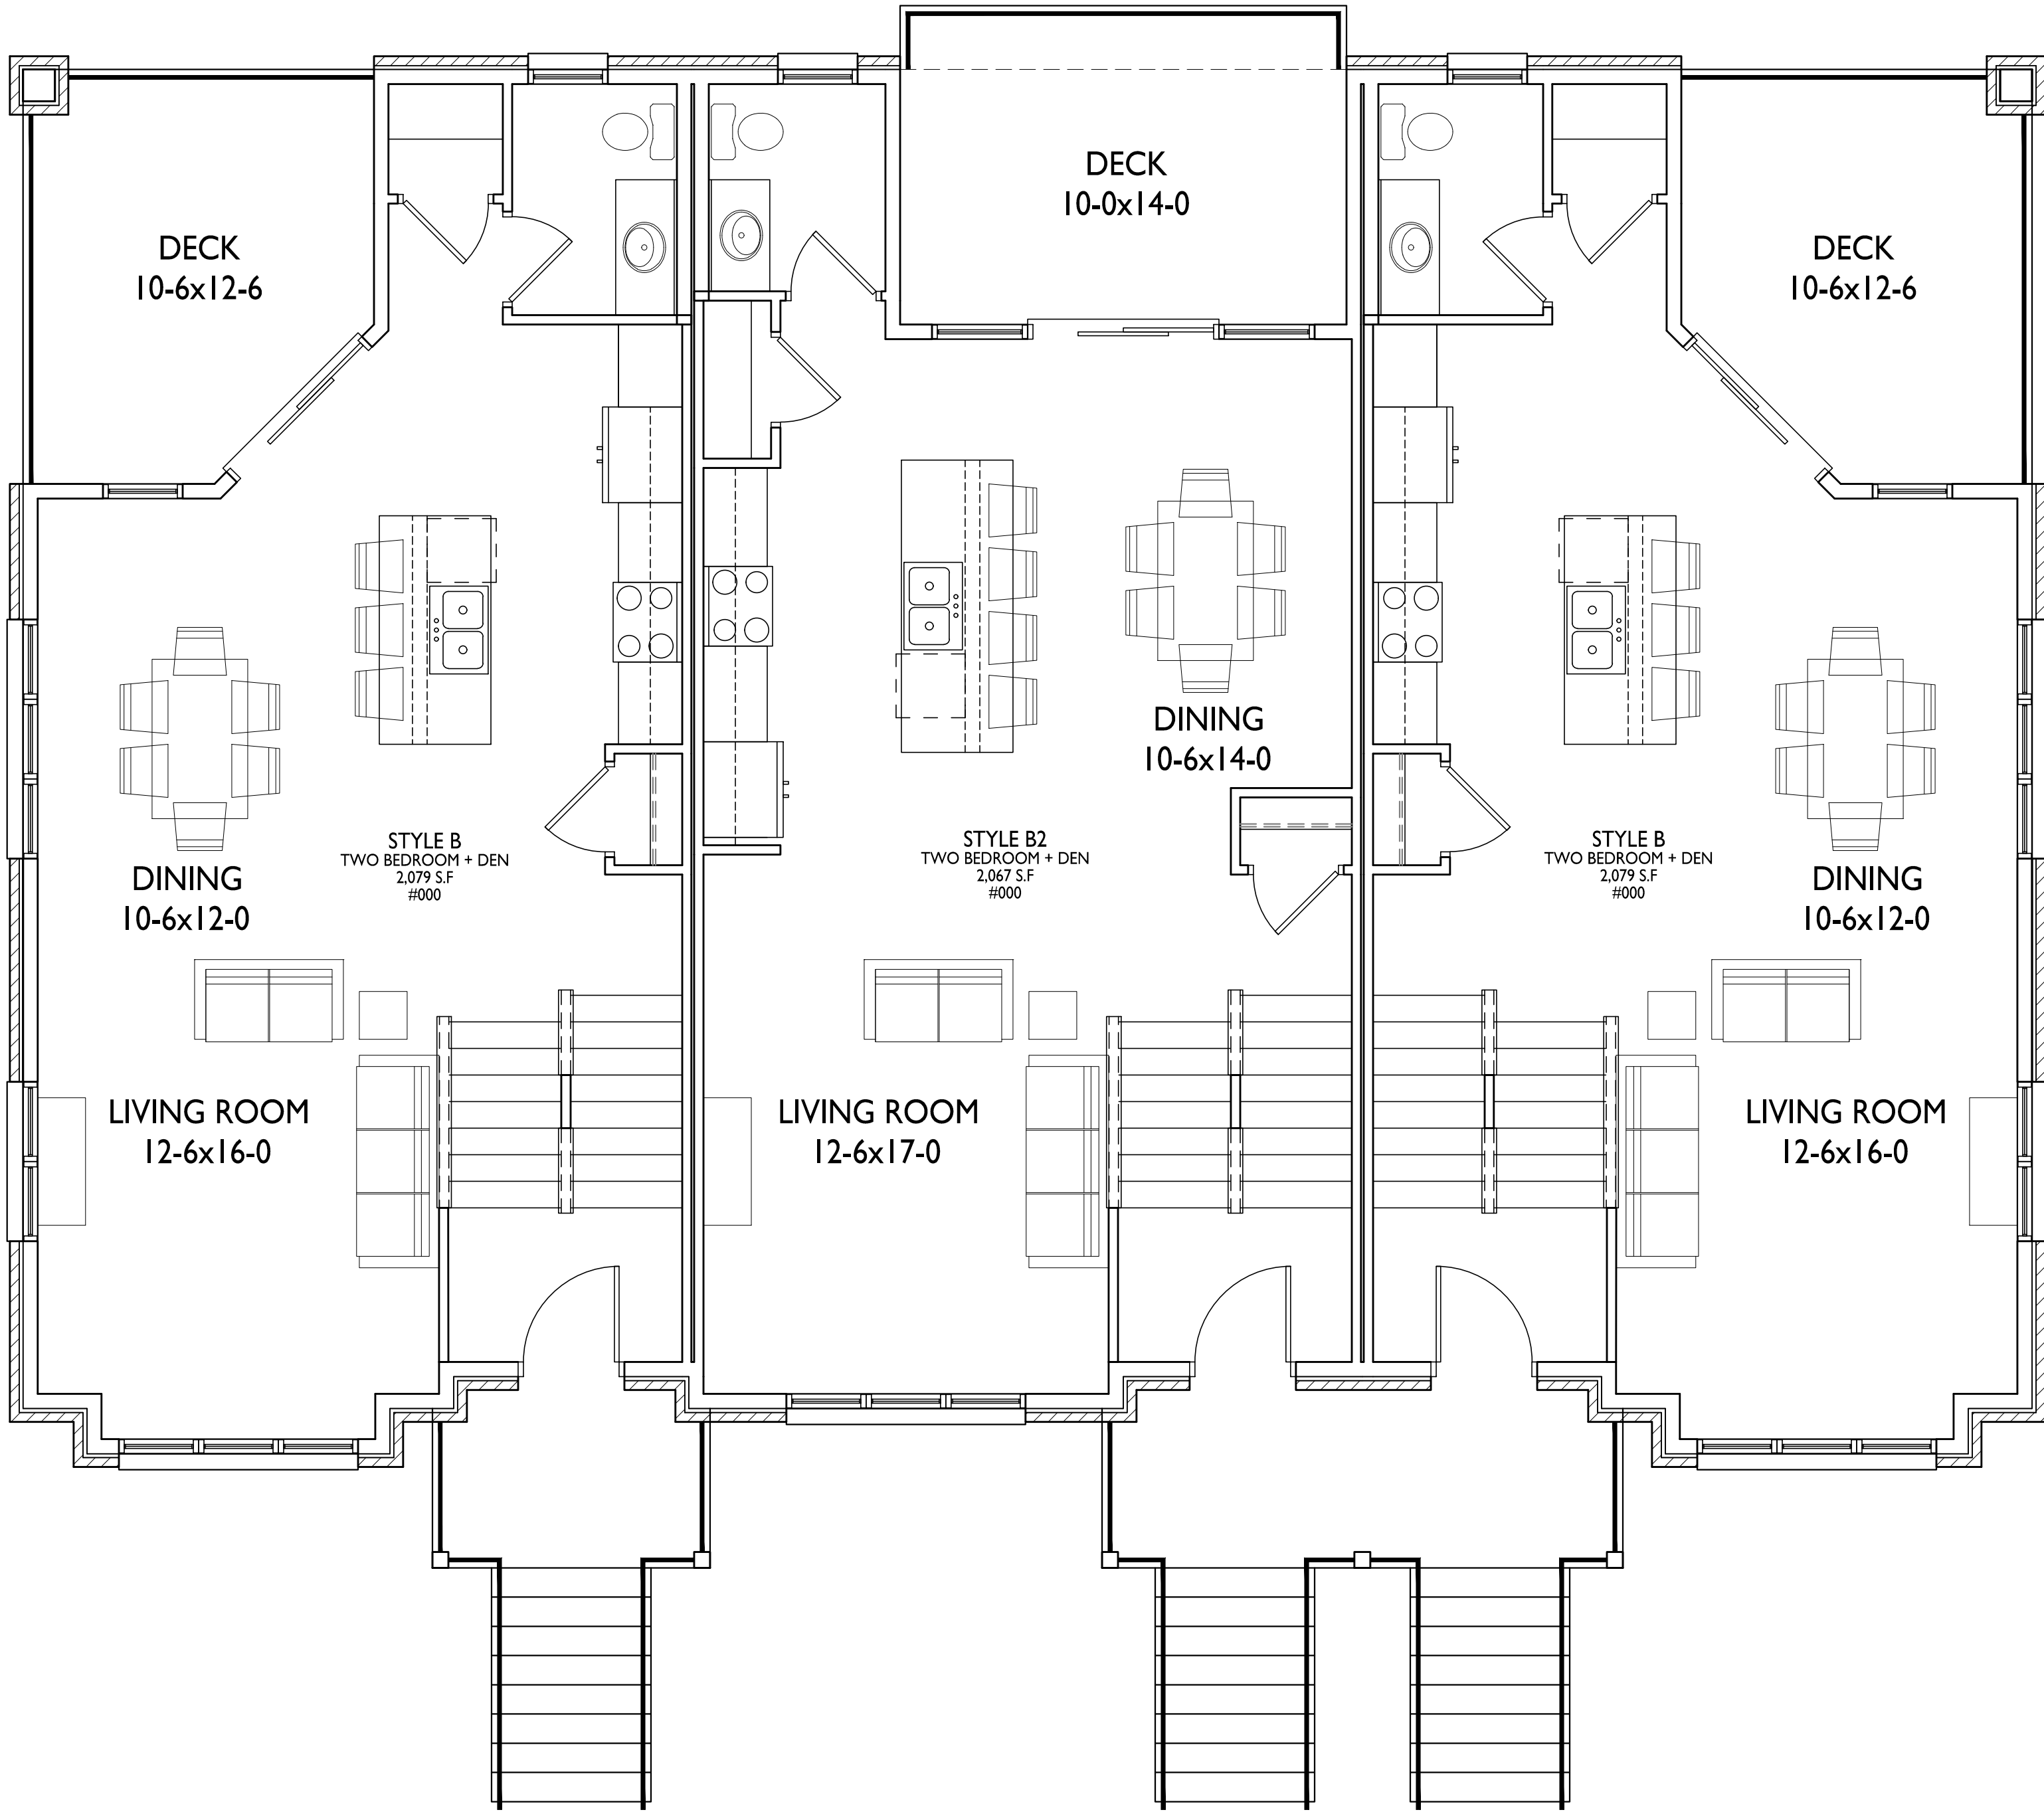 DECK
10-0x14-0
DECK
10-6x12-6
DECK
10-6x12-6
DINING
10-6x14-0
STYLE B
TWO BEDROOM + DEN
2,079 S.F
#000
STYLE B2
TWO BEDROOM + DEN
2,067 S.F
#000
STYLE B
TWO BEDROOM + DEN
2,079 S.F
#000
DINING
10-6x12-0
DINING
10-6x12-0
LIVING ROOM
12-6x16-0
LIVING ROOM
12-6x17-0
LIVING ROOM
12-6x16-0